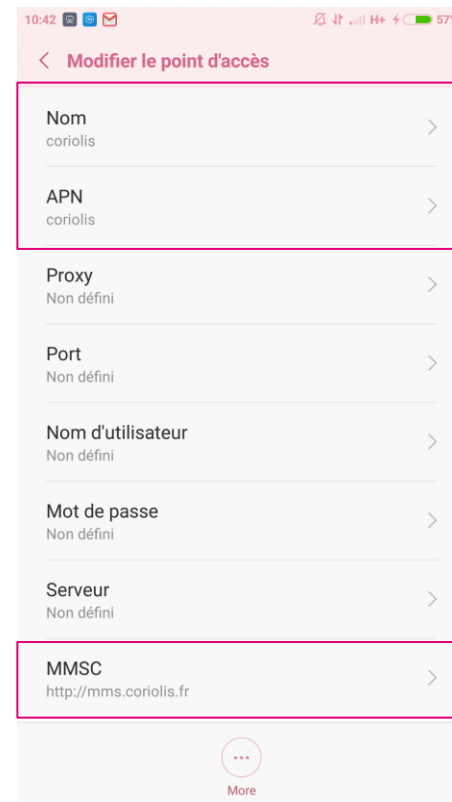 10:42 H+ 57%
Modifier le point d'accès
Nom
coriolis
APN
coriolis
Proxy
Non défini
Port
Non défini
Nom d'utilisateur
Non défini
Mot de passe
Non défini
Serveur
Non défini
MMSC
http://mms.coriolis.fr
More